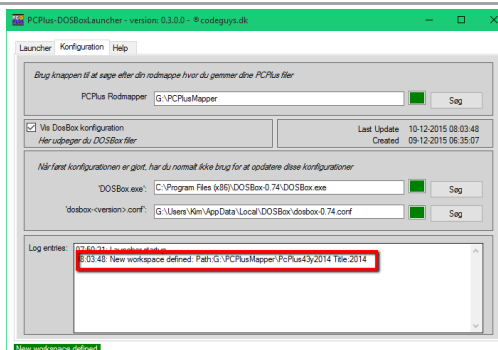 PCPlus-DOSBoxLauncher - version: 0.3.0.0 - ® codeguys.dk
Launcher Konfiguration Help
Brug knappen til at søge efter din rodmappe hvor du gemmer dine PCPlus filer
PCPlus Rodmapper G:\PCPlusMapper Søg
Vis DosBox konfiguration
Her udpeger du DOSBox filer
Last Update 10-12-2015 08:03:48
Created 09-12-2015 06:35:07
Når først konfigurationen er gjort, har du normalt ikke brug for at opdatere disse konfigurationer
'DOSBox.exe': C:\Program Files (x86)\DOSBox-0.74\DOSBox.exe Søg
'dosbox-<version>.conf': G:\Users\Kim\AppData\Local\DOSBox\dosbox-0.74.conf Søg
Log entries: 07:50:21: Launcher startup
8:03:48: New workspace defined: Path:G:\PCPlusMapper\PcPlus43y2014 Title:2014
New workspace defined